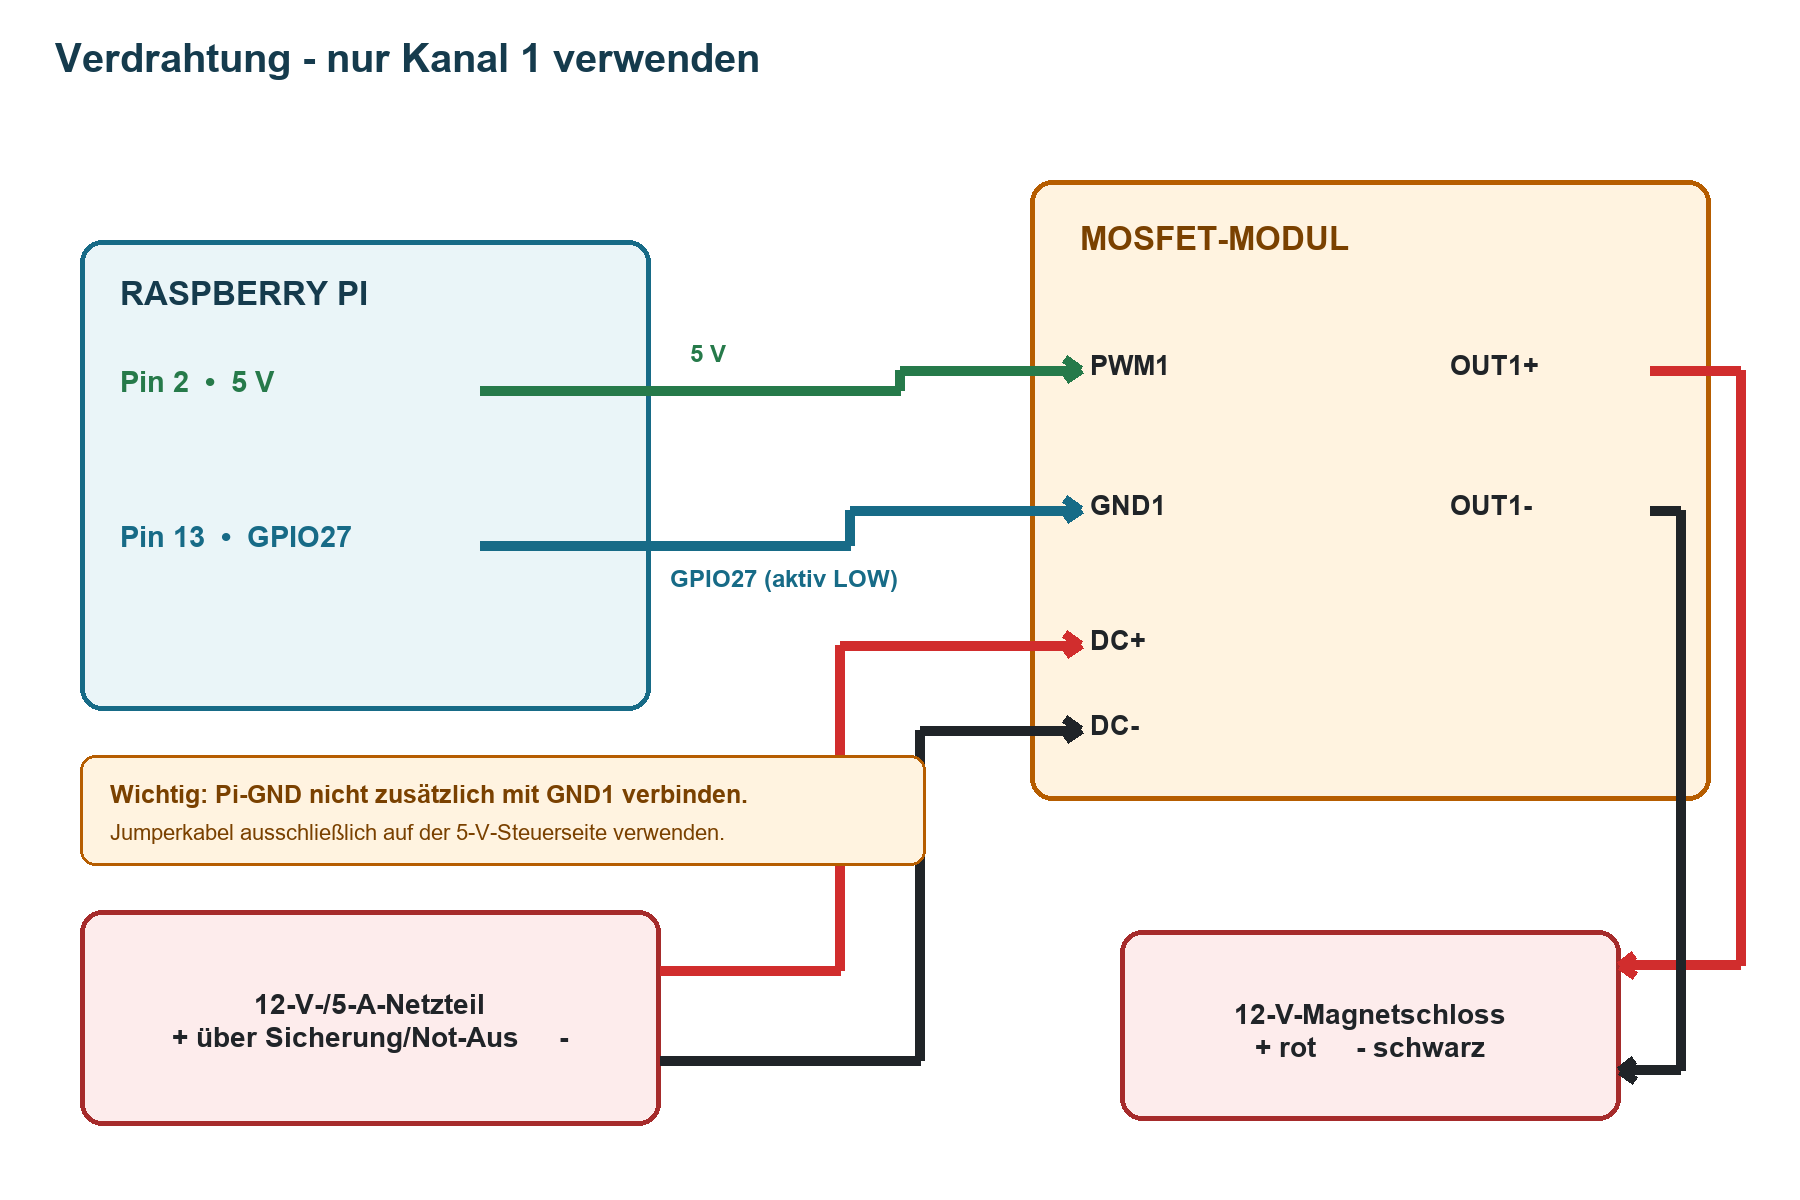 Verdrahtung - nur Kanal 1 verwenden
RASPBERRY PI
Pin 2 • 5 V
Pin 13 • GPIO27
5 V
GPIO27 (aktiv LOW)
MOSFET-MODUL
PWM1
OUT1+
GND1
OUT1-
DC+
DC-
Wichtig: Pi-GND nicht zusätzlich mit GND1 verbinden.
Jumperkabel ausschließlich auf der 5-V-Steuerseite verwenden.
12-V-/5-A-Netzteil
+ über Sicherung/Not-Aus -
12-V-Magnetschloss
+ rot - schwarz